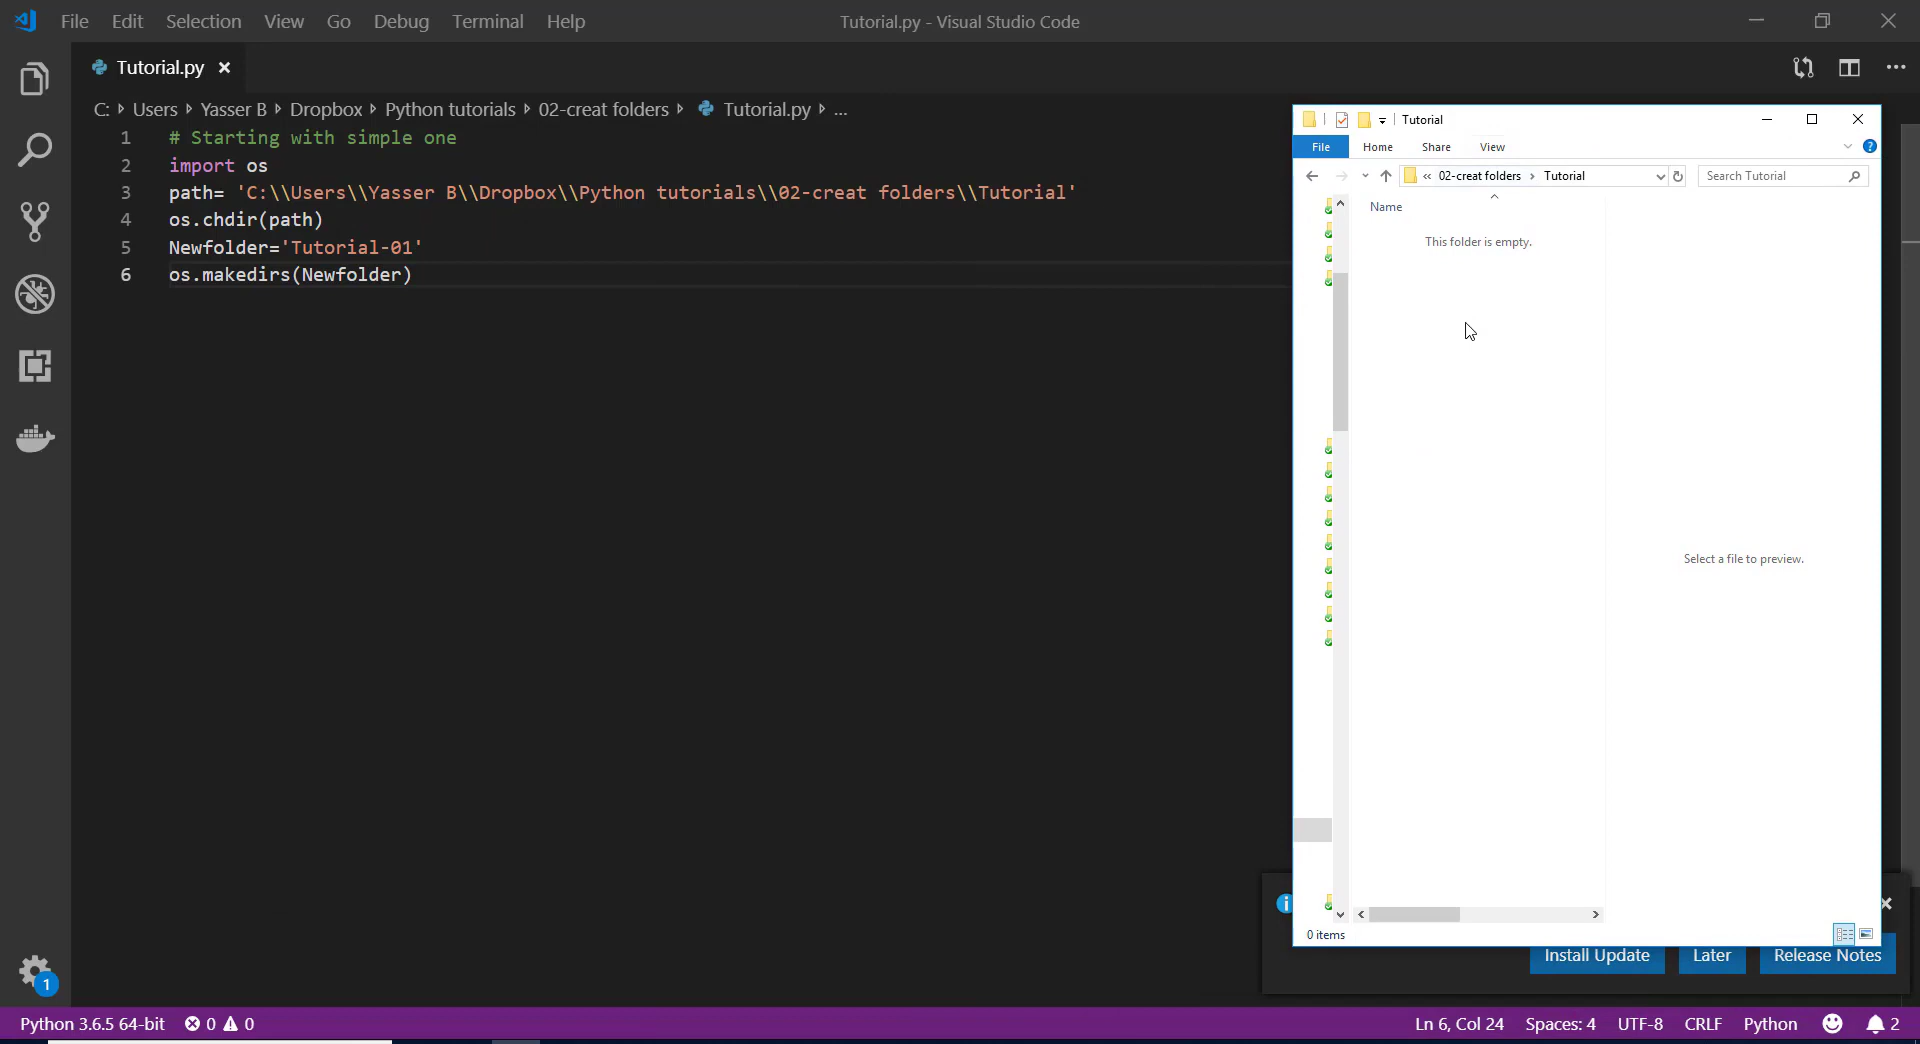 File Edit Selection View Go Debug Terminal Help
Tutorial.py - Visual Studio Code
Tutorial.py
C: Users Yasser B Dropbox Python tutorials 02-creat folders Tutorial.py ...
1 # Starting with simple one
2 import os
3 path= 'C:\\Users\\Yasser B\\Dropbox\\Python tutorials\\02-creat folders\\Tutorial'
4 os.chdir(path)
5 Newfolder='Tutorial-01'
6 os.makedirs(Newfolder)
Tutorial
File Home Share View
02-creat folders Tutorial
Search Tutorial
Name
This folder is empty.
Select a file to preview.
0 items
Install Update Later Release Notes
1
Python 3.6.5 64-bit 0 0
Ln 6, Col 24 Spaces: 4 UTF-8 CRLF Python 2